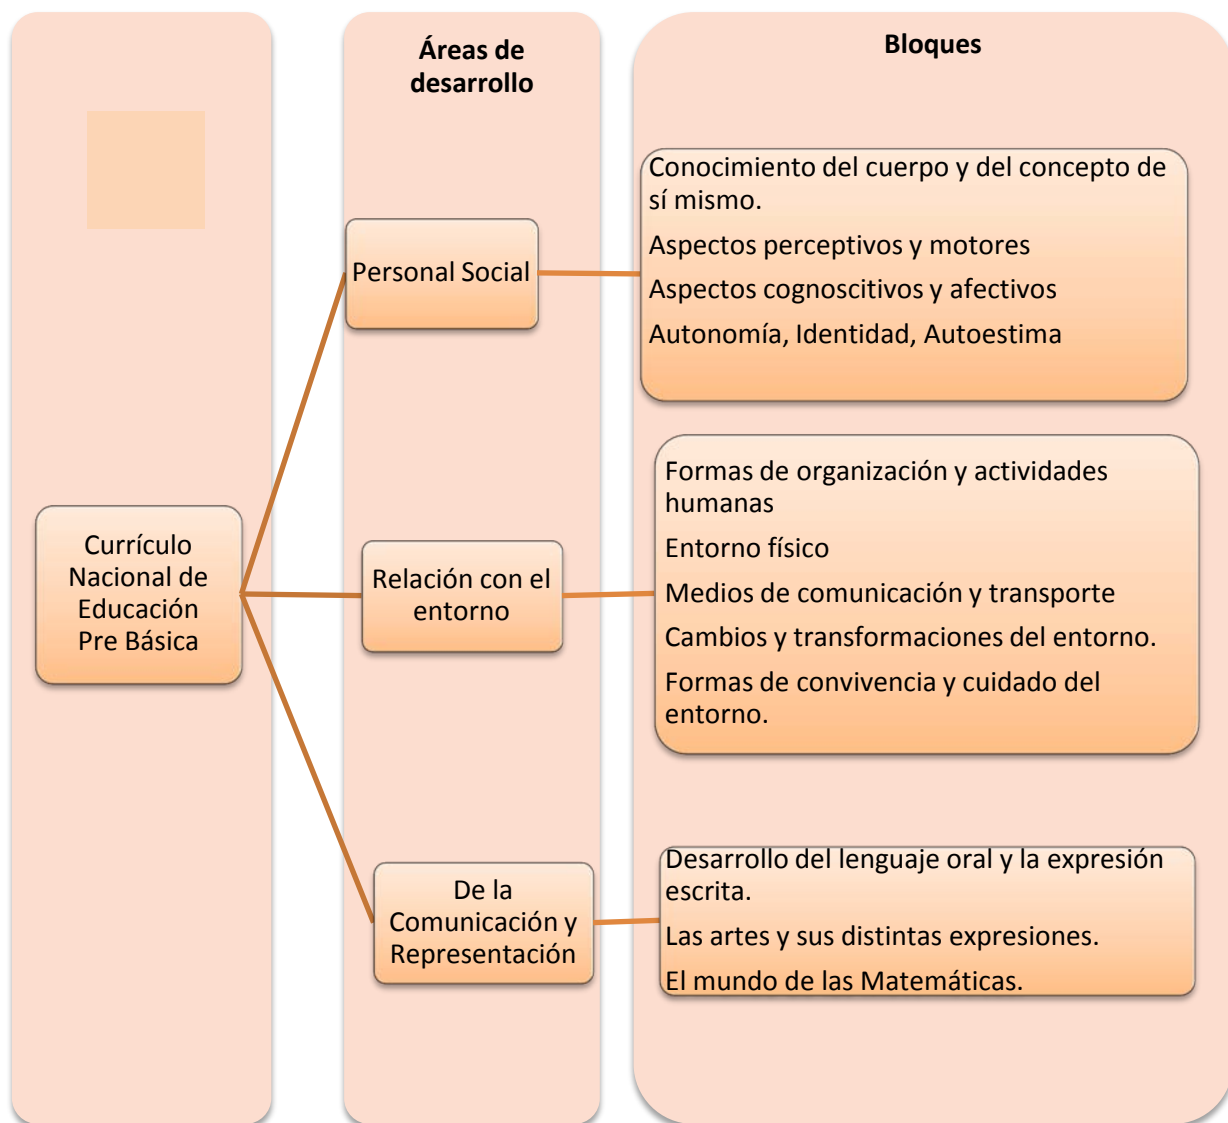 Áreas de
desarrollo
Bloques
Currículo
Nacional de
Educación
Pre Básica
Personal Social
Conocimiento del cuerpo y del concepto de
sí mismo.
Aspectos perceptivos y motores
Aspectos cognoscitivos y afectivos
Autonomía, Identidad, Autoestima
Relación con el
entorno
Formas de organización y actividades
humanas
Entorno físico
Medios de comunicación y transporte
Cambios y transformaciones del entorno.
Formas de convivencia y cuidado del
entorno.
De la
Comunicación y
Representación
Desarrollo del lenguaje oral y la expresión
escrita.
Las artes y sus distintas expresiones.
El mundo de las Matemáticas.